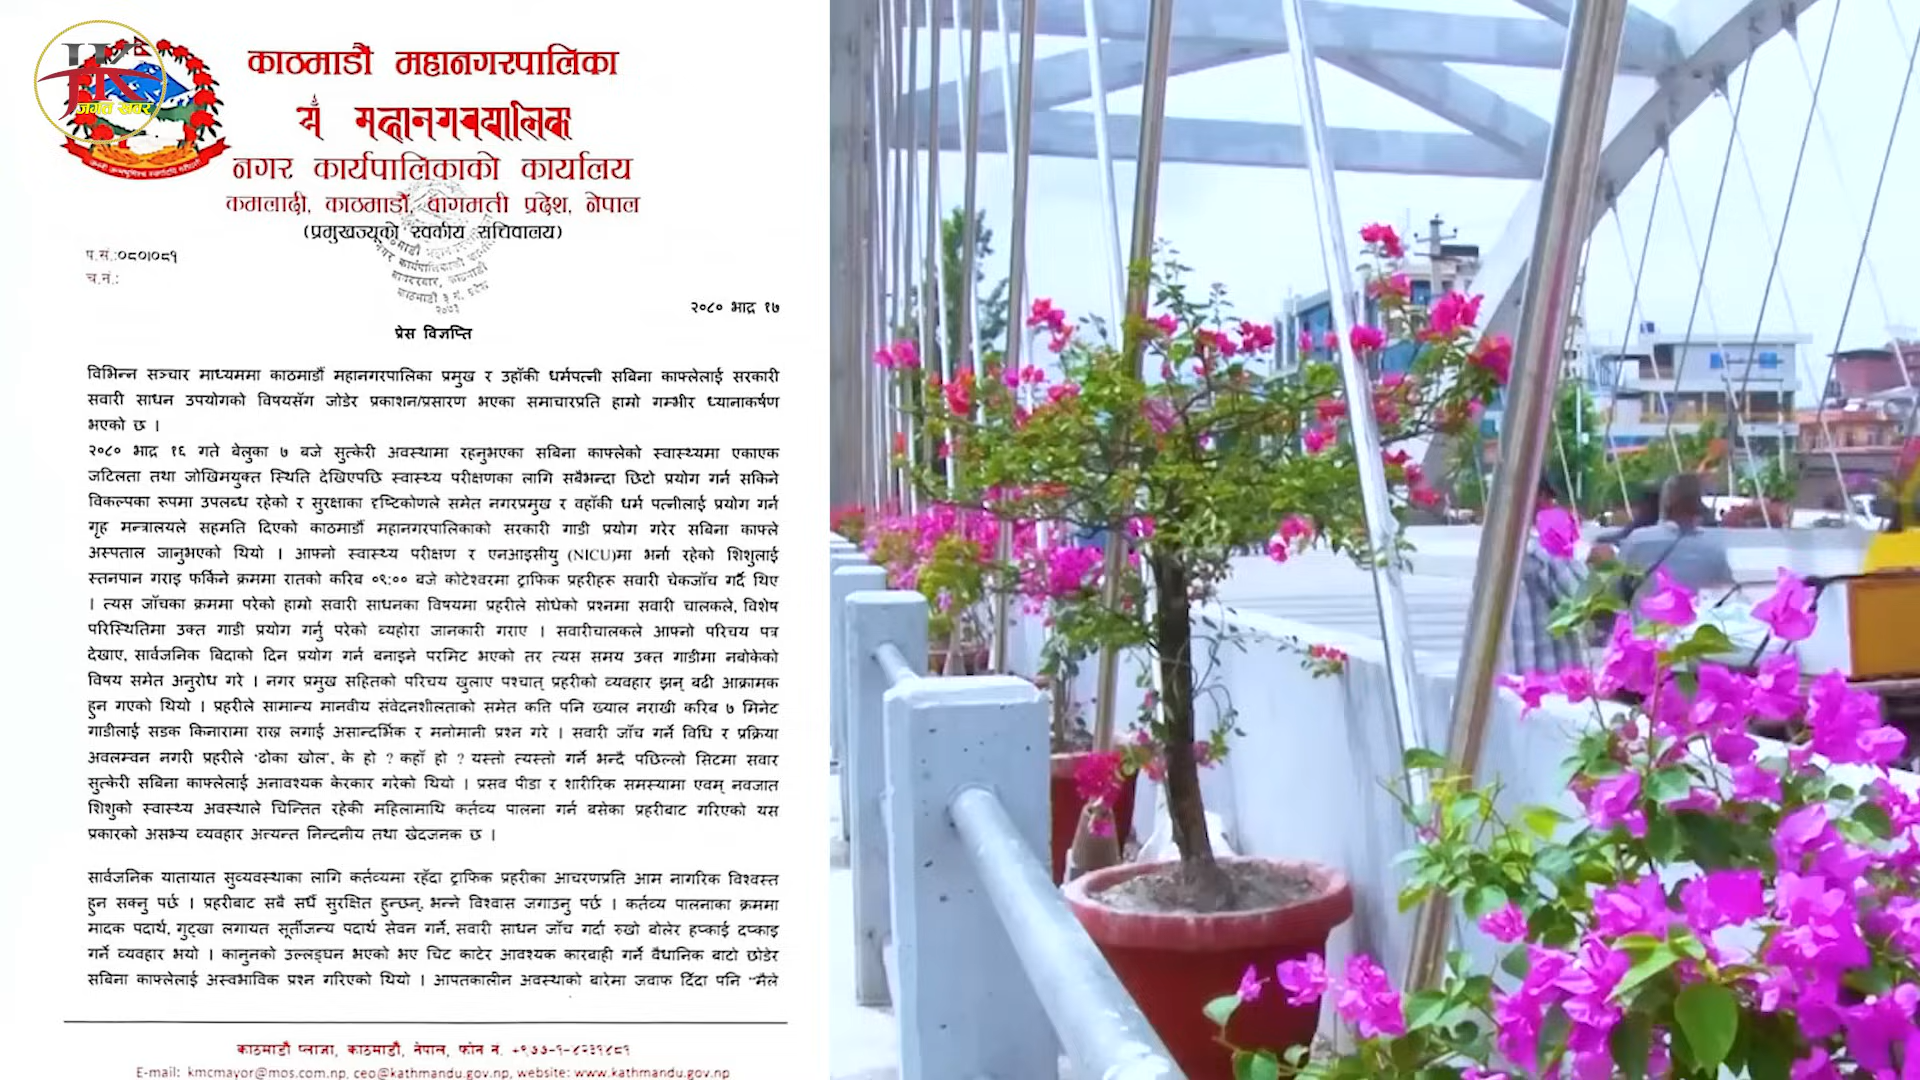 जगत खबर
काठमाडौं महानगरपालिका
यँ महानगरपालिका
नगर कार्यपालिकाको कार्यालय
कमलादी, काठमाडौं, बागमती प्रदेश, नेपाल
(प्रमुखज्यूको स्वकीय सचिवालय)
प.सं.:०८०।०८१
च.नं.:
२०८० भाद्र १७
प्रेस विज्ञप्ति
विभिन्न सञ्चार माध्यममा काठमाडौं महानगरपालिका प्रमुख र उहाँकी धर्मपत्नी सबिना काफ्लेलाई सरकारी
सवारी साधन उपयोगको विषयसँग जोडेर प्रकाशन/प्रसारण भएका समाचारप्रति हाम्रो गम्भीर ध्यानाकर्षण
भएको छ ।
२०८० भाद्र १६ गते बेलुका ७ बजे सुत्केरी अवस्थामा रहनुभएका सबिना काफ्लेको स्वास्थ्यमा एकाएक
जटिलता तथा जोखिमयुक्त स्थिति देखिएपछि स्वास्थ्य परीक्षणका लागि सबैभन्दा छिटो प्रयोग गर्न सकिने
विकल्पका रूपमा उपलब्ध रहेको र सुरक्षाका दृष्टिकोणले समेत नगरप्रमुख र वहाँकी धर्म पत्नीलाई प्रयोग गर्न
गृह मन्त्रालयले सहमति दिएको काठमाडौं महानगरपालिकाको सरकारी गाडी प्रयोग गरेर सबिना काफ्ले
अस्पताल जानुभएको थियो । आफ्नो स्वास्थ्य परीक्षण र एनआइसीयु (NICU)मा भर्ना रहेको शिशुलाई
स्तनपान गराइ फर्किने क्रममा रातको करिब ०९:०० बजे कोटेश्वरमा ट्राफिक प्रहरीहरू सवारी चेकजाँच गर्दै थिए
। त्यस जाँचका क्रममा परेको हाम्रो सवारी साधनका विषयमा प्रहरीले सोधेको प्रश्नमा सवारी चालकले, विशेष
परिस्थितिमा उक्त गाडी प्रयोग गर्नु परेको ब्यहोरा जानकारी गराए । सवारीचालकले आफ्नो परिचय पत्र
देखाए, सार्वजनिक बिदाको दिन प्रयोग गर्न बनाइने परमिट भएको तर त्यस समय उक्त गाडीमा नबोकेको
विषय समेत अनुरोध गरे । नगर प्रमुख सहितको परिचय खुलाए पश्चात् प्रहरीको व्यवहार झन् बढी आक्रामक
हुन गएको थियो । प्रहरीले सामान्य मानवीय संवेदनशीलताको समेत कति पनि ख्याल नराखी करिब ७ मिनेट
गाडीलाई सडक किनारामा राख्न लगाई असान्दर्भिक र मनोमानी प्रश्न गरे । सवारी जाँच गर्ने विधि र प्रक्रिया
अवलम्वन नगरी प्रहरीले 'ढोका खोल', के हो ? कहाँ हो ? यस्तो त्यस्तो गर्ने भन्दै पछिल्लो सिटमा सवार
सुत्केरी सबिना काफ्लेलाई अनावश्यक केरकार गरेको थियो । प्रसव पीडा र शारीरिक समस्यामा एवम् नवजात
शिशुको स्वास्थ्य अवस्थाले चिन्तित रहेकी महिलामाथि कर्तव्य पालना गर्न बसेका प्रहरीबाट गरिएको यस
प्रकारको असभ्य व्यवहार अत्यन्त निन्दनीय तथा खेदजनक छ ।
सार्वजनिक यातायात सुव्यवस्थाका लागि कर्तव्यमा रहँदा ट्राफिक प्रहरीका आचरणप्रति आम नागरिक विश्वस्त
हुन सक्नु पर्छ । प्रहरीबाट सबै सधैं सुरक्षित हुन्छन्, भन्ने विश्वास जगाउनु पर्छ । कर्तव्य पालनाका क्रममा
मादक पदार्थ, गुट्खा लगायत सूर्तीजन्य पदार्थ सेवन गर्ने, सवारी साधन जाँच गर्दा रुखो बोलेर हप्काई दप्काइ
गर्ने व्यवहार भयो । कानुनको उल्लङ्घन भएको भए चिट काटेर आवश्यक कारबाही गर्ने वैधानिक बाटो छोडेर
सबिना काफ्लेलाई अस्वभाविक प्रश्न गरिएको थियो । आपतकालीन अवस्थाको बारेमा जवाफ दिँदा पनि "मैले
काठमाडौं प्लाजा, काठमाडौं, नेपाल, फोन नं. +९७७-१-४२३१४८१
E-mail: kmcmayor@mos.com.np, ceo@kathmandu.gov.np, website: www.kathmandu.gov.np